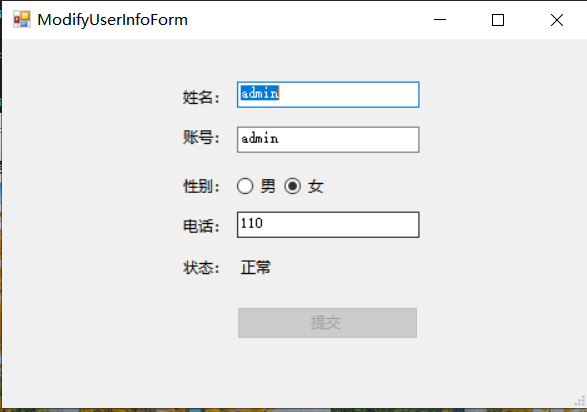 ModifyUserInfoForm
姓名： admin
账号： admin
性别： 男 女
电话： 110
状态： 正常
提交